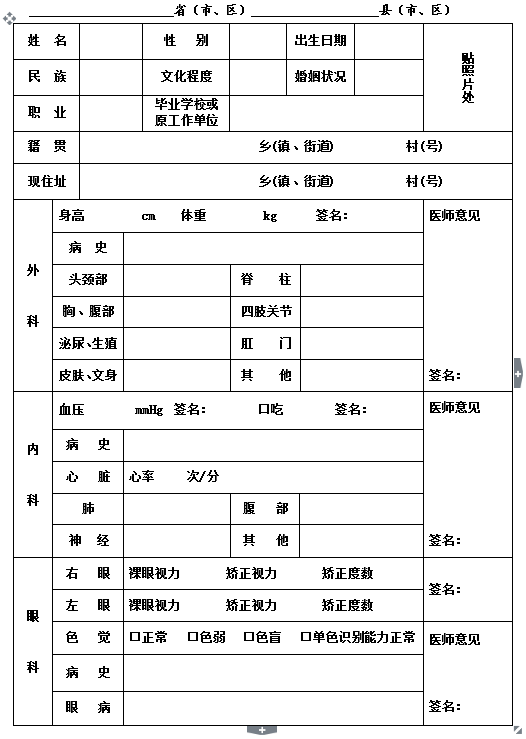 省（市、区）县（市、区）
姓 名 性 别 出生日期
贴照片处
民 族 文化程度 婚姻状况
职 业 毕业学校或
原工作单位
籍 贯 乡(镇、街道) 村(号)
现住址 乡(镇、街道) 村(号)
外科
身高 cm 体重 kg 签名: 医师意见
病 史
头颈部 脊 柱
胸、腹部 四肢关节
泌尿、生殖 肛 门
皮肤、文身 其 他 签名:
内科
血压 mmHg 签名: 口吃 签名: 医师意见
病 史
心 脏 心率 次/分
肺 腹 部
神 经 其 他 签名:
眼科
右 眼 裸眼视力 矫正视力 矫正度数
签名:
左 眼 裸眼视力 矫正视力 矫正度数
色 觉 口正常 口色弱 口色盲 口单色识别能力正常 医师意见
病 史
眼 病 签名: